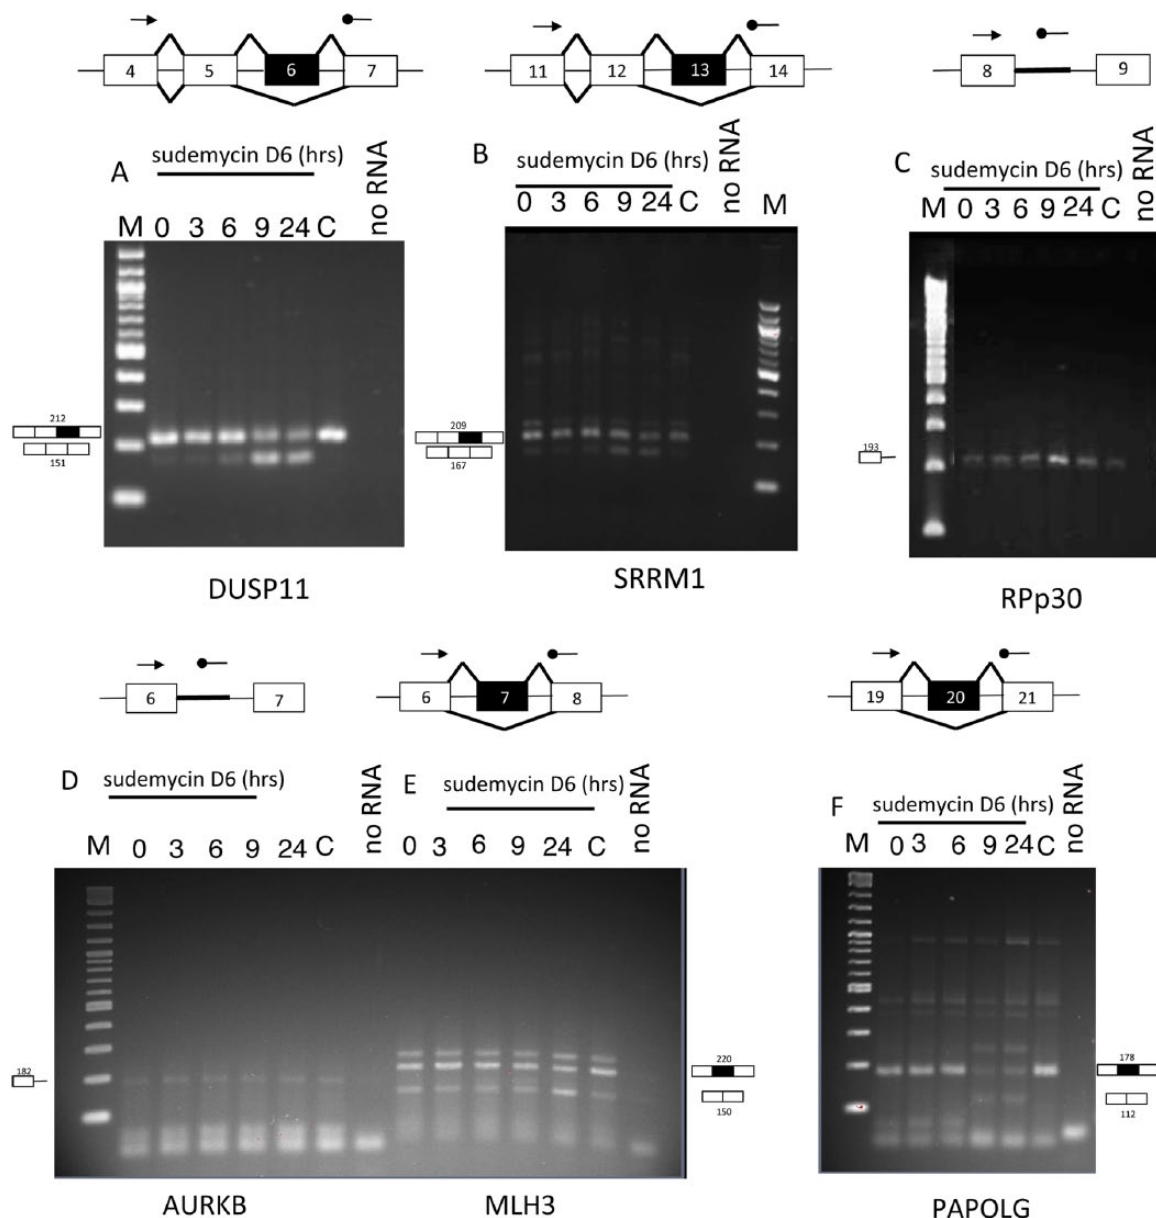 4 5 6 7
11 12 13 14
8 9
A
sudemycin D6 (hrs)
no RNA
M 0 3 6 9 24 C
B
sudemycin D6 (hrs)
no RNA
0 3 6 9 24 C M
C
sudemycin D6 (hrs)
no RNA
M 0 3 6 9 24 C
212
151
209
167
193
DUSP11
SRRM1
RPp30
6 7
6 7 8
19 20 21
D
sudemycin D6 (hrs)
no RNA
M 0 3 6 9 24 C
E
sudemycin D6 (hrs)
no RNA
0 3 6 9 24 C
F
sudemycin D6 (hrs)
no RNA
M 0 3 6 9 24 C
182
220
150
178
112
AURKB
MLH3
PAPOLG